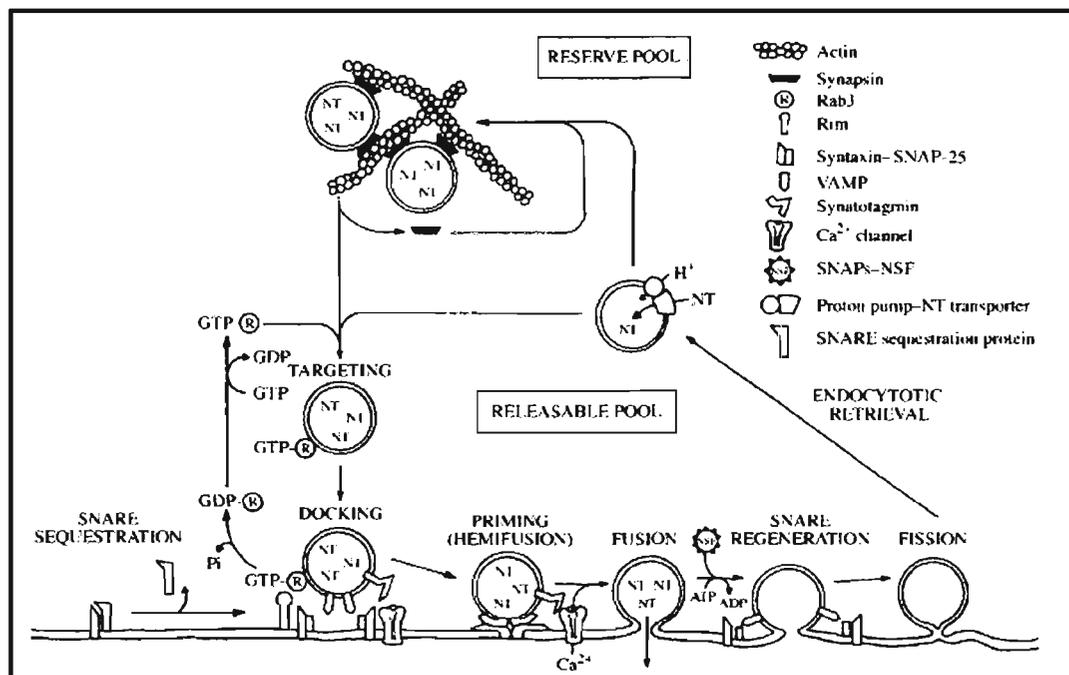 RESERVE POOL
Actin
Synapsin
R
Rab3
Rim
Syntaxin–SNAP-25
VAMP
Synatotagmin
Ca²⁺ channel
NSF
SNAPs–NSF
Proton pump–NT transporter
SNARE sequestration protein
NT
NT
NT
NT
NT
NT
H⁺
NT
NT
GTP R
GDP
GTP
TARGETING
NT
NT
NT
GTP-R
RELEASABLE POOL
ENDOCYTOTIC
RETRIEVAL
GDP-R
Pi
GTP-R
SNARE
SEQUESTRATION
DOCKING
NT
NT
NT
PRIMING
(HEMIFUSION)
NT
NT
NT
Ca²⁺
FUSION
NT NT
NT
NSF
ATP ADP
SNARE
REGENERATION
FISSION